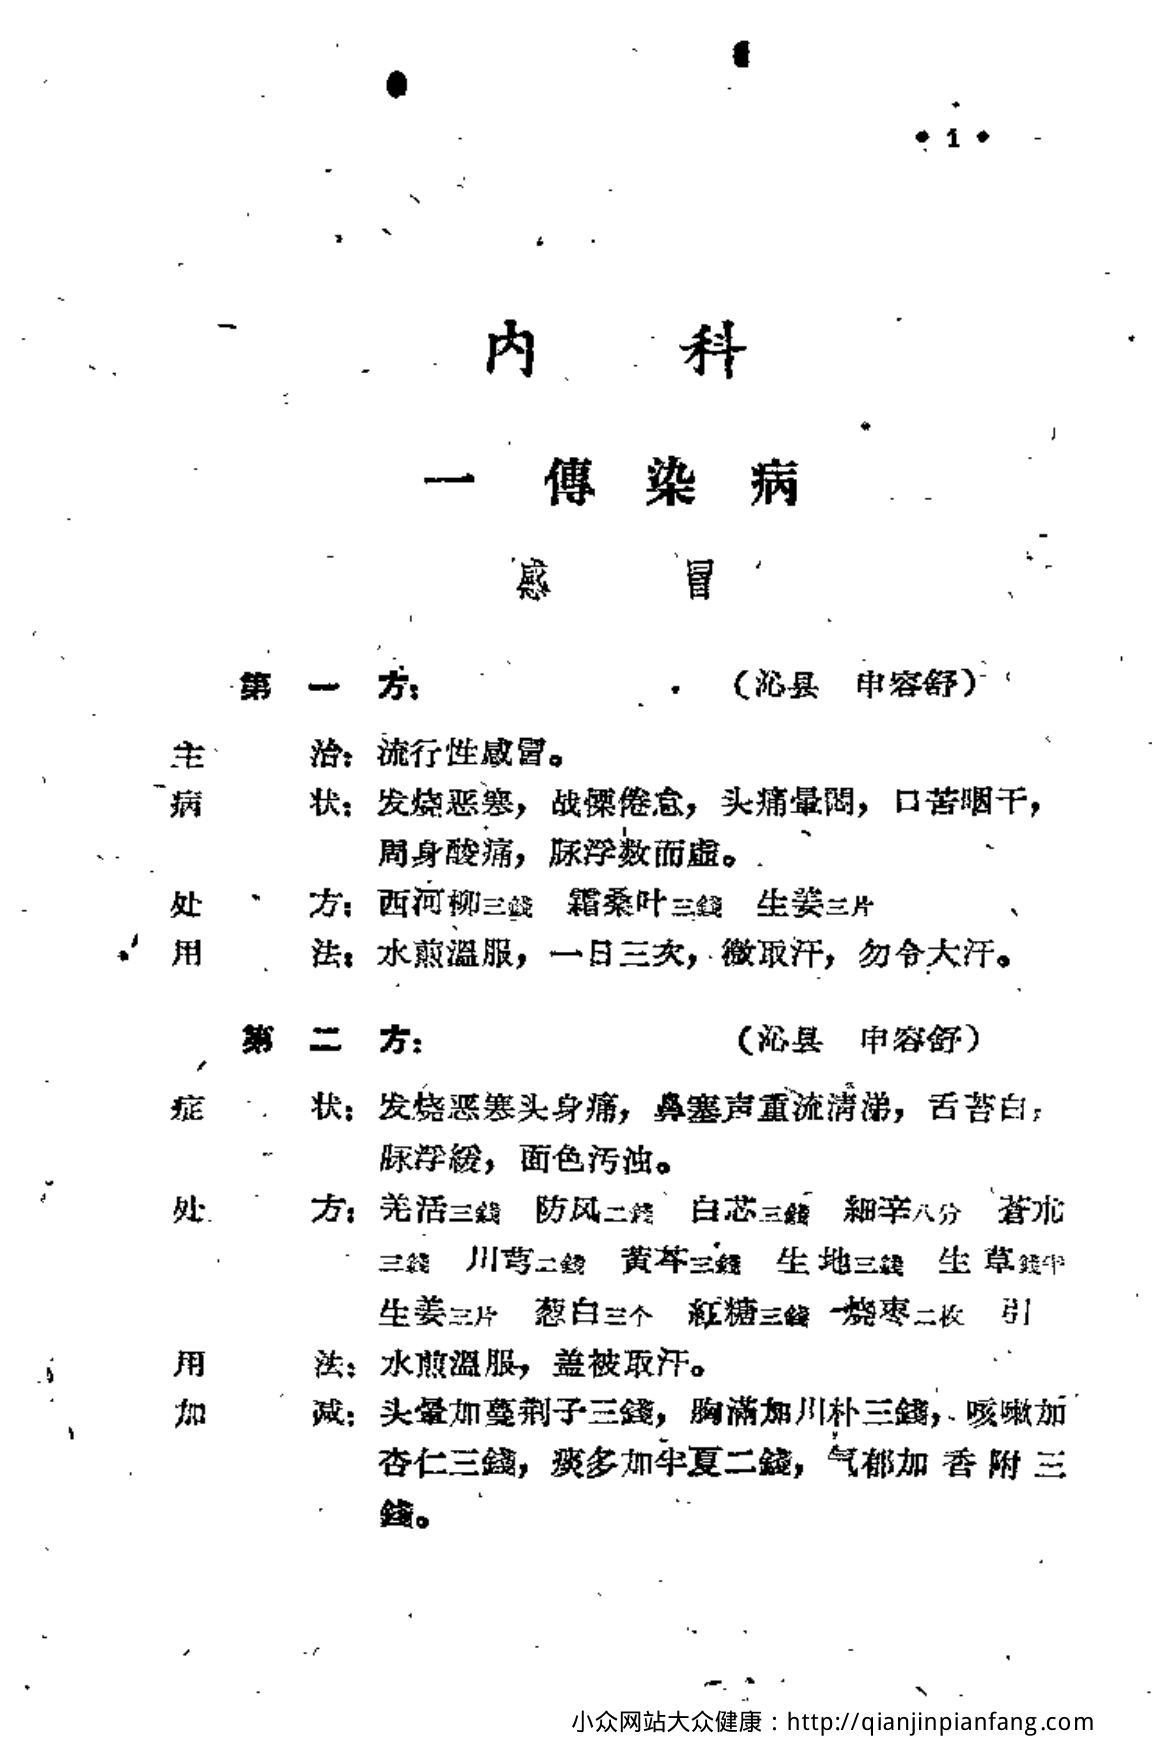 • 1 •
内 科
一 傳 染 病
感 冒
第 一 方： （沁县 申容舒）
主 治：流行性感冒。
病 状：发烧恶寒，战慄倦怠，头痛暈悶，口苦咽干，
周身酸痛，脉浮数而虚。
处 方：西河柳三錢 霜桑叶三錢 生姜三片
用 法：水煎溫服，一日三次，微取汗，勿令大汗。
第 二 方： （沁县 申容舒）
症 状：发烧恶寒头身痛，鼻塞声重流清涕，舌苔白，
脉浮緩，面色污浊。
处 方：羌活三錢 防风二錢 白芷三錢 細辛八分 蒼朮
三錢 川芎二錢 黃芩三錢 生地三錢 生草錢半
生姜三片 葱白三个 紅糖三錢 烧枣二枚 引
用 法：水煎溫服，盖被取汗。
加 减：头暈加蔓荆子三錢，胸滿加川朴三錢，咳嗽加
杏仁三錢，痰多加半夏二錢，气郁加香附三
錢。
小众网站大众健康：http://qianjinpianfang.com